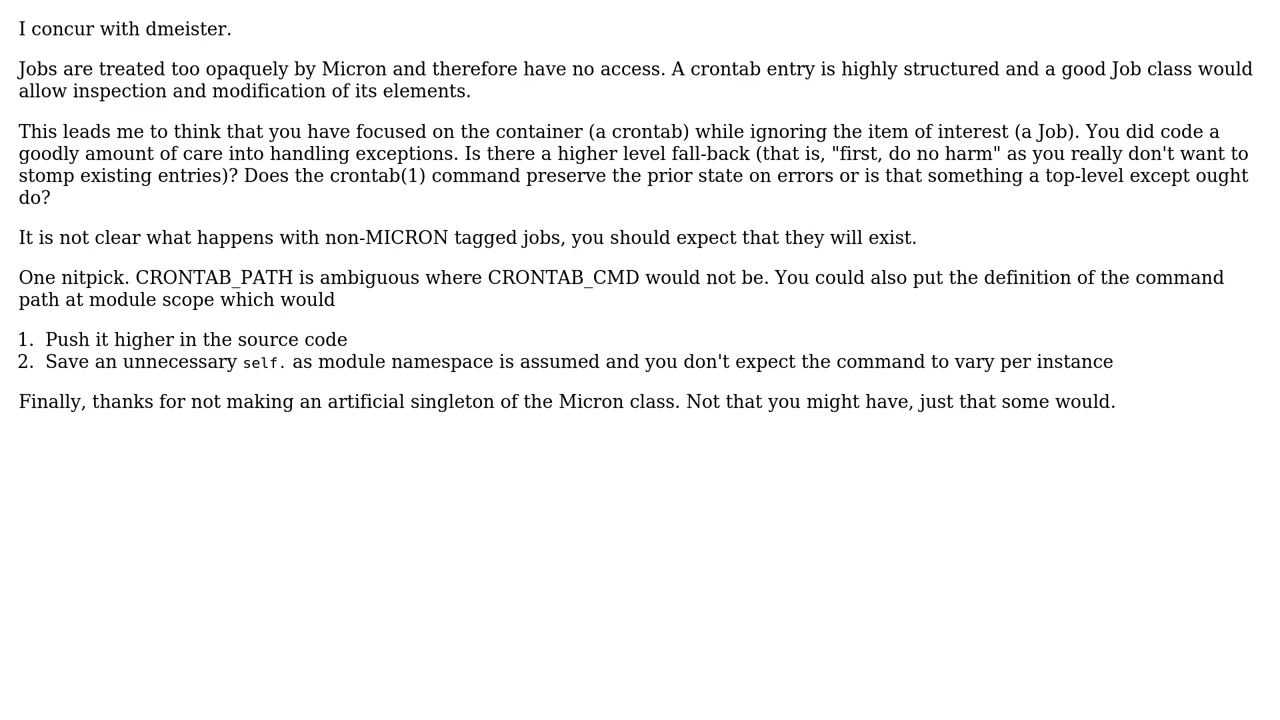 I concur with dmeister.
Jobs are treated too opaquely by Micron and therefore have no access. A crontab entry is highly structured and a good Job class would
allow inspection and modification of its elements.
This leads me to think that you have focused on the container (a crontab) while ignoring the item of interest (a Job). You did code a
goodly amount of care into handling exceptions. Is there a higher level fall-back (that is, "first, do no harm" as you really don't want to
stomp existing entries)? Does the crontab(1) command preserve the prior state on errors or is that something a top-level except ought
do?
It is not clear what happens with non-MICRON tagged jobs, you should expect that they will exist.
One nitpick. CRONTAB_PATH is ambiguous where CRONTAB_CMD would not be. You could also put the definition of the command
path at module scope which would
1. Push it higher in the source code
2. Save an unnecessary self. as module namespace is assumed and you don't expect the command to vary per instance
Finally, thanks for not making an artificial singleton of the Micron class. Not that you might have, just that some would.